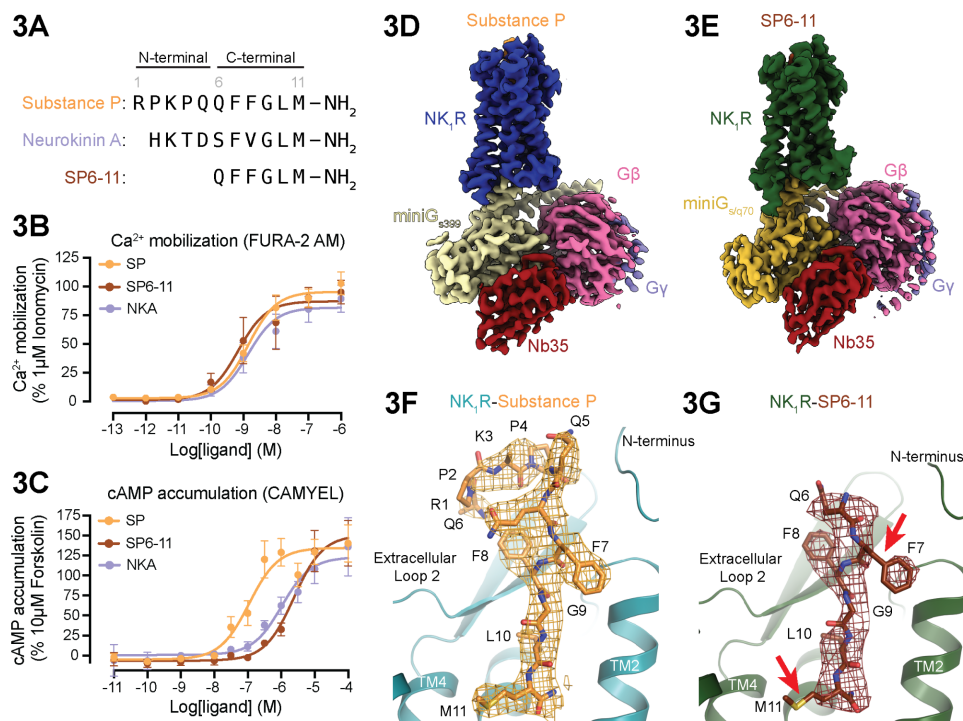 3A
N-terminal C-terminal
1 6 11
Substance P: RPKPQQFFGLM–NH2
Neurokinin A: HKTDSFVGLM–NH2
SP6-11: QFFGLM–NH2
3B
Ca2+ mobilization (FURA-2 AM)
SP
SP6-11
NKA
Ca2+ mobilization
(% 1μM Ionomycin)
125
100
75
50
25
0
-13 -12 -11 -10 -9 -8 -7 -6
Log[ligand] (M)
3C
cAMP accumulation (CAMYEL)
SP
SP6-11
NKA
cAMP accumulation
(% 10μM Forskolin)
175
150
125
100
75
50
25
0
-11 -10 -9 -8 -7 -6 -5 -4
Log[ligand] (M)
3D
Substance P
NK1R
Gβ
miniGs399
Gγ
Nb35
3E
SP6-11
NK1R
Gβ
miniGs/q70
Gγ
Nb35
3F
NK1R-Substance P
Q5
P4
K3
N-terminus
P2
R1
Q6
F8
F7
Extracellular
Loop 2
G9
L10
TM2
TM4
M11
3G
NK1R-SP6-11
N-terminus
Q6
F8
F7
Extracellular
Loop 2
G9
L10
TM2
TM4
M11